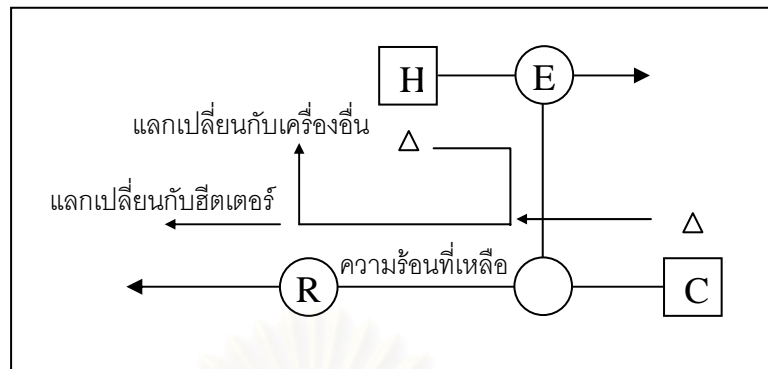 H E
แลกเปลี่ยนกับเครื่องอื่น
Δ
แลกเปลี่ยนกับฮีตเตอร์
Δ
ความร้อนที่เหลือ
R C